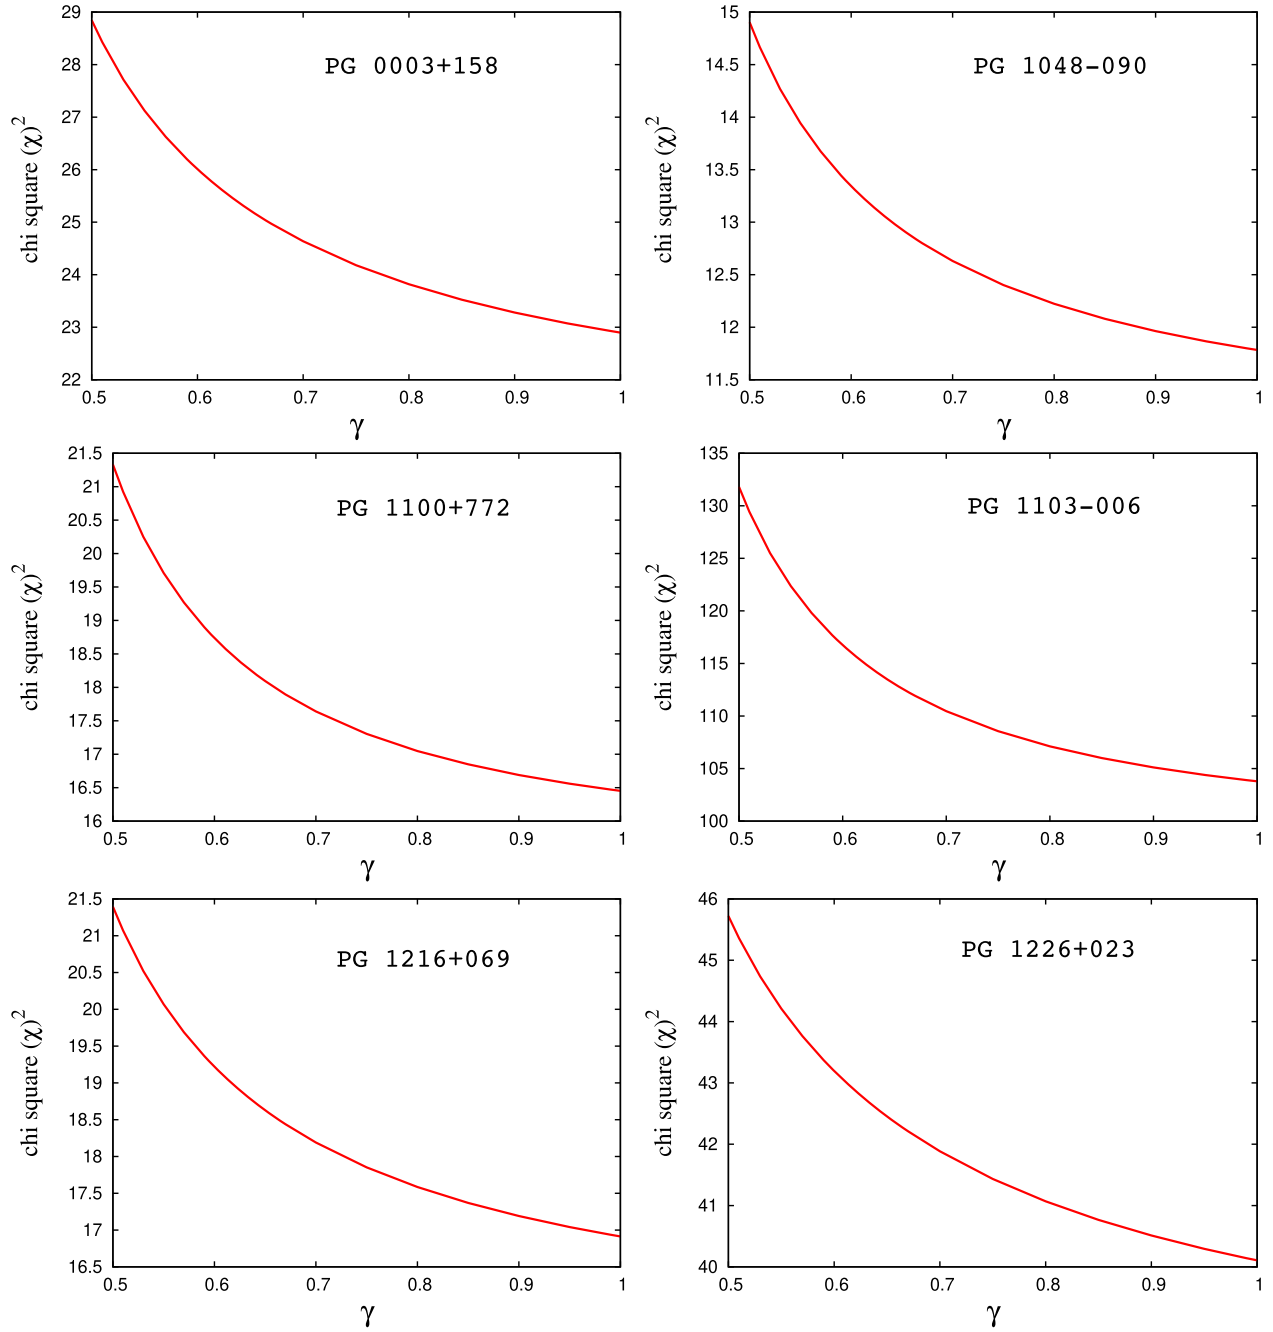 29
28
27
26
25
24
23
22
0.5 0.6 0.7 0.8 0.9 1
chi square (χ)²
γ
PG 0003+158
15
14.5
14
13.5
13
12.5
12
11.5
0.5 0.6 0.7 0.8 0.9 1
chi square (χ)²
γ
PG 1048-090
21.5
21
20.5
20
19.5
19
18.5
18
17.5
17
16.5
16
0.5 0.6 0.7 0.8 0.9 1
chi square (χ)²
γ
PG 1100+772
135
130
125
120
115
110
105
100
0.5 0.6 0.7 0.8 0.9 1
chi square (χ)²
γ
PG 1103-006
21.5
21
20.5
20
19.5
19
18.5
18
17.5
17
16.5
0.5 0.6 0.7 0.8 0.9 1
chi square (χ)²
γ
PG 1216+069
46
45
44
43
42
41
40
0.5 0.6 0.7 0.8 0.9 1
chi square (χ)²
γ
PG 1226+023